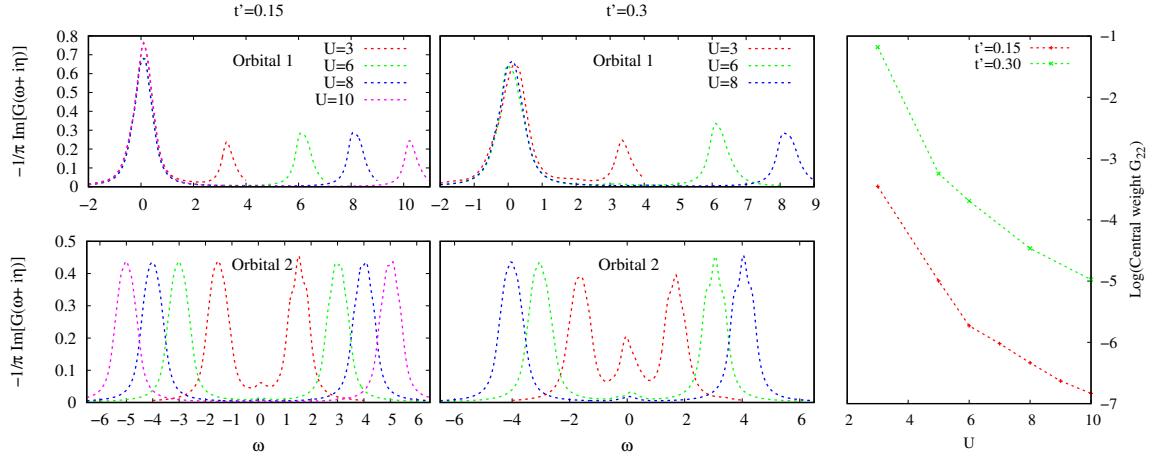 t'=0.15
t'=0.3
−1/π Im[G(ω+ iη)]
0.8
0.7
0.6
0.5
0.4
0.3
0.2
0.1
0
−2 0 2 4 6 8 10
Orbital 1
U=3
U=6
U=8
U=10
−2 −1 0 1 2 3 4 5 6 7 8 9
Orbital 1
U=3
U=6
U=8
−1/π Im[G(ω+ iη)]
0.5
0.4
0.3
0.2
0.1
0
−6 −5 −4 −3 −2 −1 0 1 2 3 4 5 6
Orbital 2
ω
−6 −4 −2 0 2 4 6
Orbital 2
ω
t'=0.15
t'=0.30
−1
−2
−3
−4
−5
−6
−7
Log(Central weight G22)
2 4 6 8 10
U